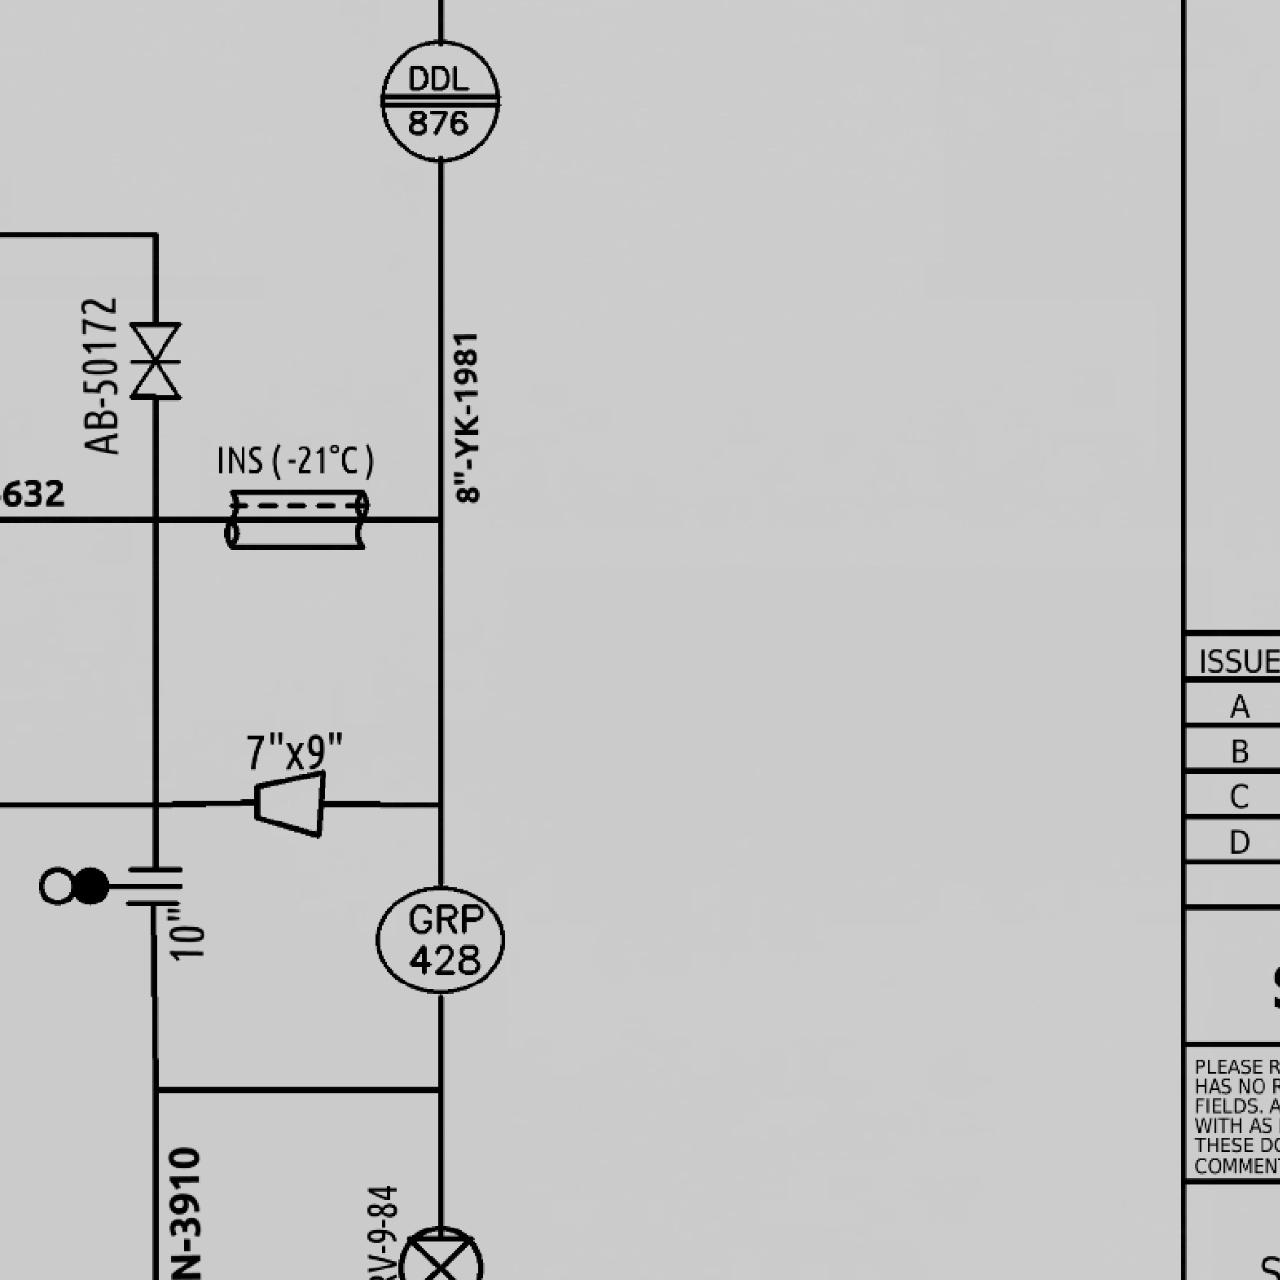 DDL
876
AB-50172
8"-YK-1981
INS ( -21°C )
-632
7"x9"
10"
GRP
428
N-3910
RV-9-84
ISSUE
A
B
C
D
S
PLEASE R
HAS NO R
FIELDS. A
WITH AS
THESE DO
COMMENT
S